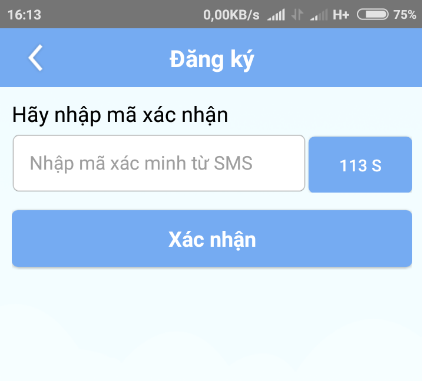 16:13 0,00KB/s H+ 75%
Đăng ký
Hãy nhập mã xác nhận
Nhập mã xác minh từ SMS 113 S
Xác nhận